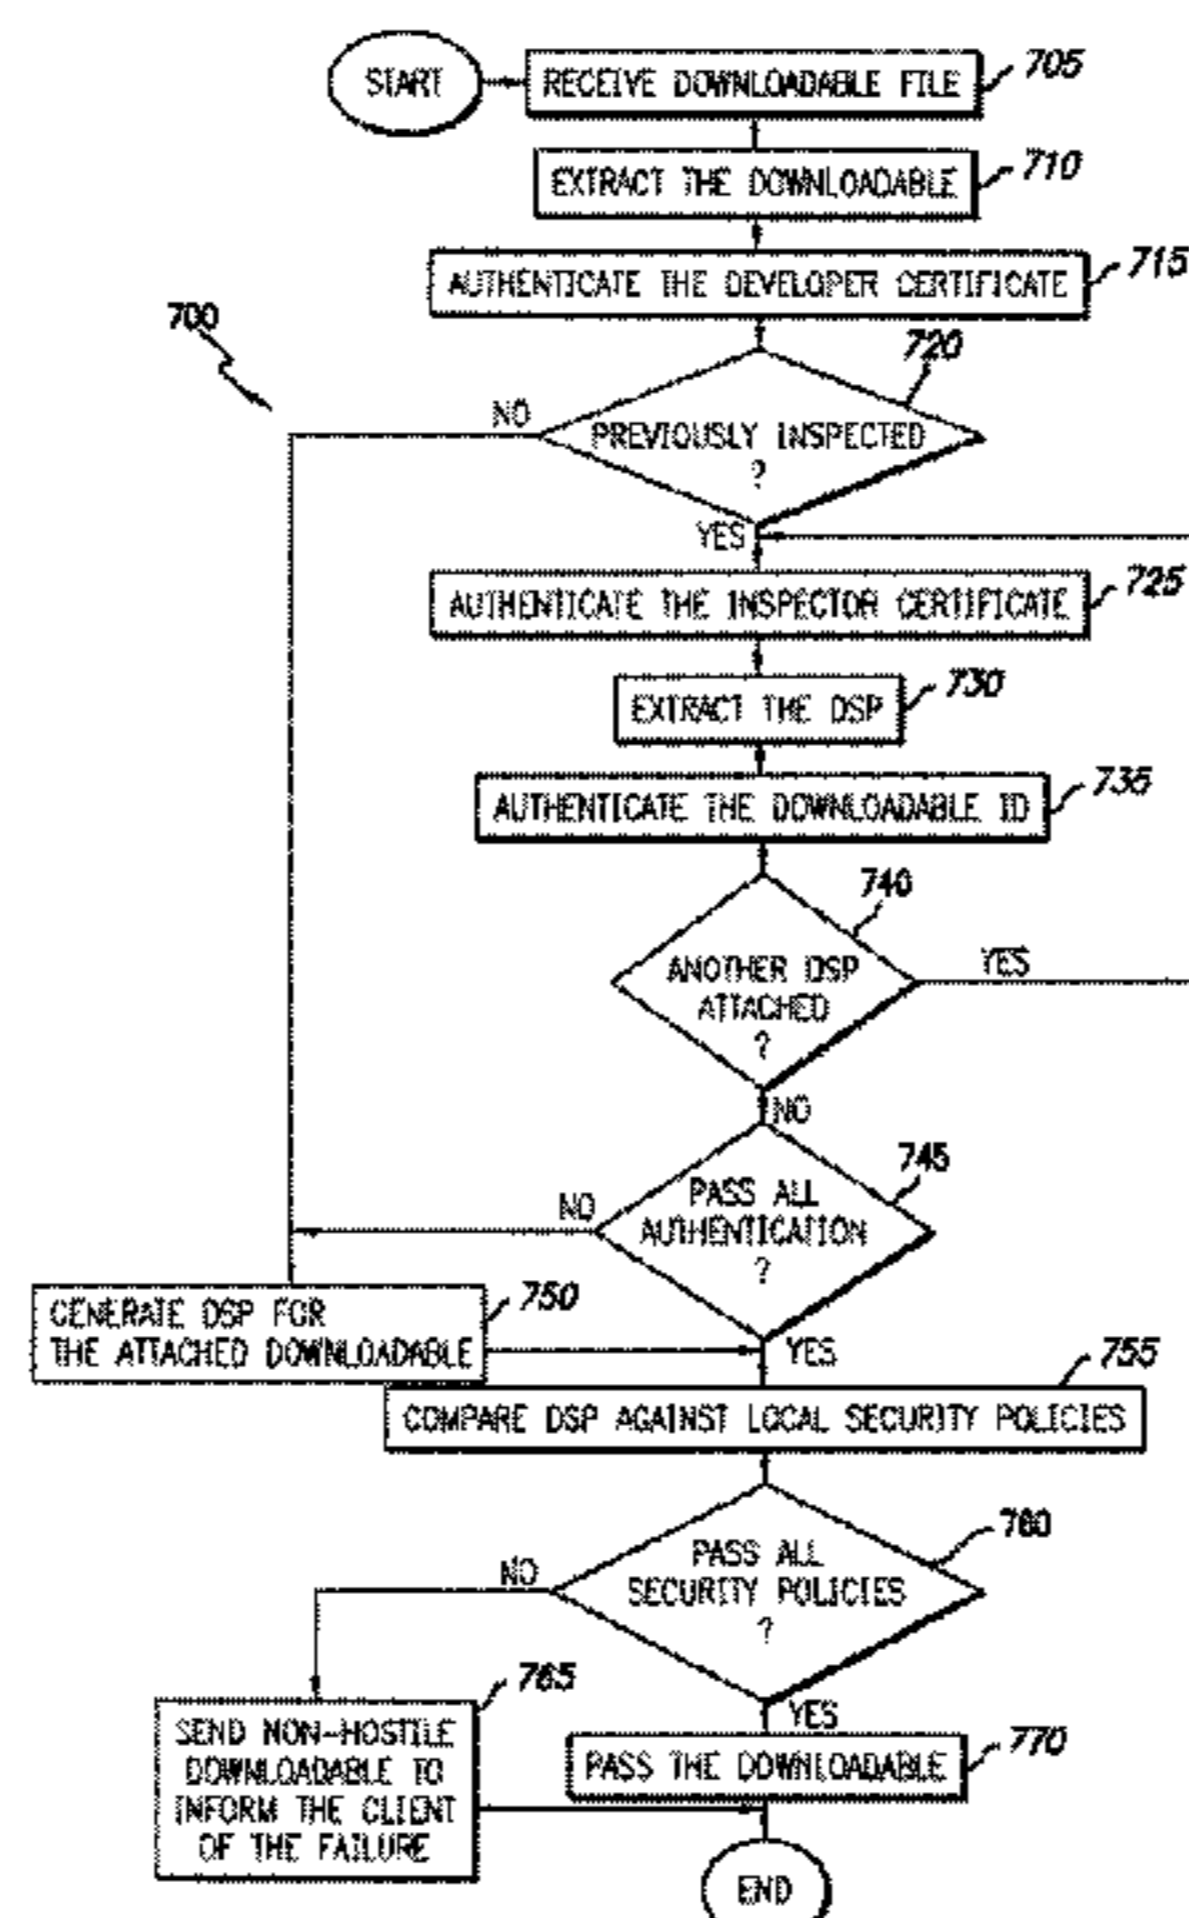 START
RECEIVE DOWNLOADABLE FILE
705
EXTRACT THE DOWNLOADABLE
710
AUTHENTICATE THE DEVELOPER CERTIFICATE
715
700
720
NO
PREVIOUSLY INSPECTED
?
YES
AUTHENTICATE THE INSPECTOR CERTIFICATE
725
EXTRACT THE DSP
730
AUTHENTICATE THE DOWNLOADABLE ID
735
740
ANOTHER DSP
ATTACHED
?
YES
NO
745
NO
PASS ALL
AUTHENTICATION
?
GENERATE DSP FOR
THE ATTACHED DOWNLOADABLE
750
YES
755
COMPARE DSP AGAINST LOCAL SECURITY POLICIES
760
NO
PASS ALL
SECURITY POLICIES
?
765
SEND NON-HOSTILE
DOWNLOADABLE TO
INFORM THE CLIENT
OF THE FAILURE
YES
PASS THE DOWNLOADABLE
770
END